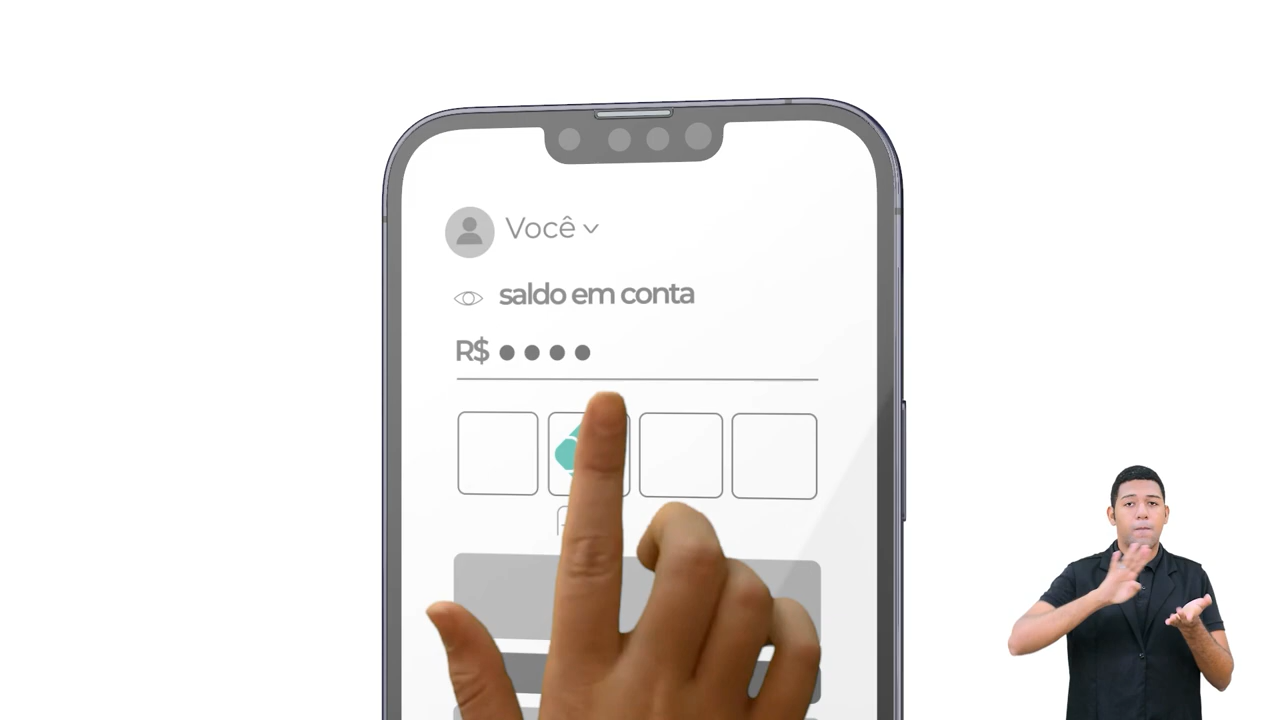 Você
saldo em conta
R$ ●●●●